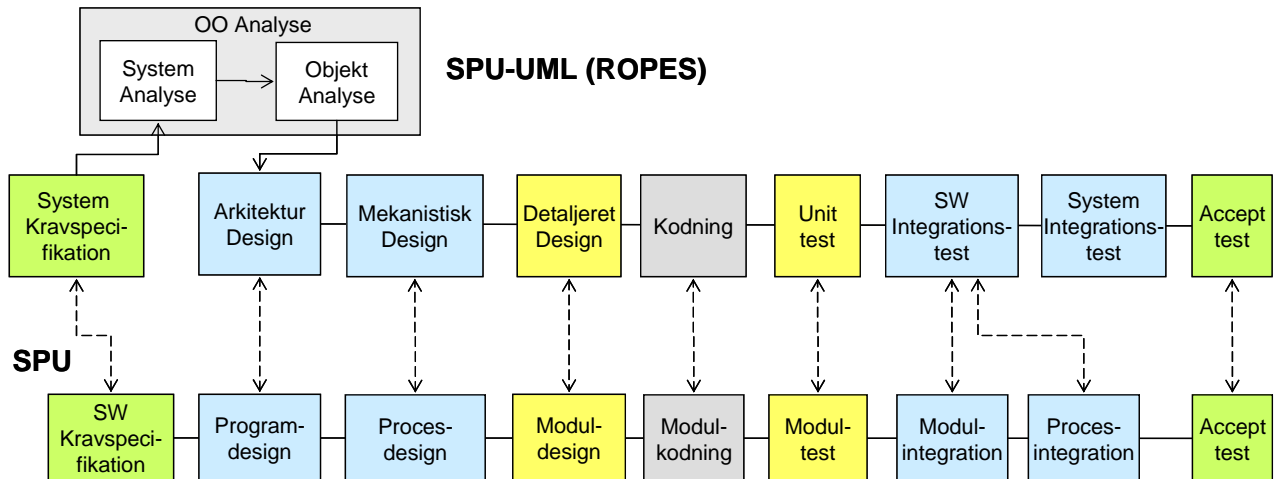 OO Analyse
System
Analyse
Objekt
Analyse
SPU-UML (ROPES)
System
Kravspeci-
fikation
Arkitektur
Design
Mekanistisk
Design
Detaljeret
Design
Kodning
Unit
test
SW
Integrations-
test
System
Integrations-
test
Accept
test
SPU
SW
Kravspeci-
fikation
Program-
design
Proces-
design
Modul-
design
Modul-
kodning
Modul-
test
Modul-
integration
Proces-
integration
Accept
test